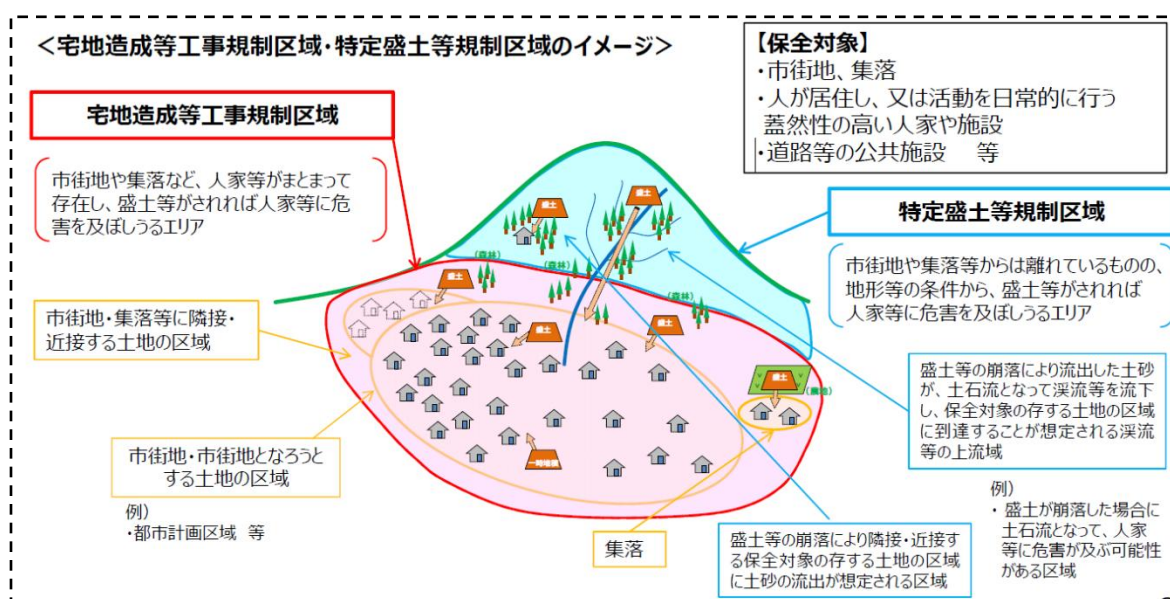 ＜宅地造成等工事規制区域・特定盛土等規制区域のイメージ＞
【保全対象】
・市街地、集落
・人が居住し、又は活動を日常的に行う
蓋然性の高い人家や施設
・道路等の公共施設　等
宅地造成等工事規制区域
市街地や集落など、人家等がまとまって
存在し、盛土等がされれば人家等に危
害を及ぼしうるエリア
特定盛土等規制区域
市街地や集落等からは離れているものの、
地形等の条件から、盛土等がされれば
人家等に危害を及ぼしうるエリア
盛土
盛土
(森林)
(森林)
(森林)
盛土
盛土
盛土
盛土
(農地)
一時堆積
市街地・集落等に隣接・
近接する土地の区域
市街地・市街地となろうと
する土地の区域
例）
・都市計画区域 等
集落
盛土等の崩落により流出した土砂
が、土石流となって渓流等を流下
し、保全対象の存する土地の区域
に到達することが想定される渓流
等の上流域
例）
・ 盛土が崩落した場合に
土石流となって、人家
等に危害が及ぶ可能性
がある区域
盛土等の崩落により隣接・近接す
る保全対象の存する土地の区域
に土砂の流出が想定される区域